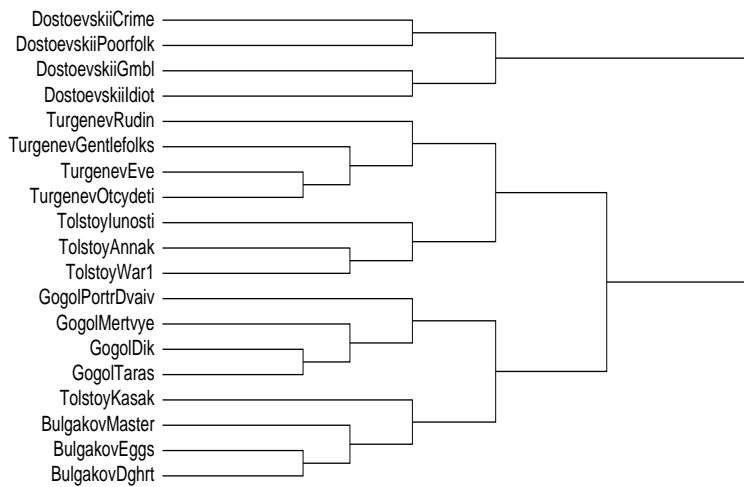 DostoevskiiCrime
DostoevskiiPoorfolk
DostoevskiiGmbl
DostoevskiiIdiot
TurgenevRudin
TurgenevGentlefolks
TurgenevEve
TurgenevOtcydeti
TolstoyIunosti
TolstoyAnnak
TolstoyWar1
GogolPortrDvaiv
GogolMertvye
GogolDik
GogolTaras
TolstoyKasak
BulgakovMaster
BulgakovEggs
BulgakovDghrt